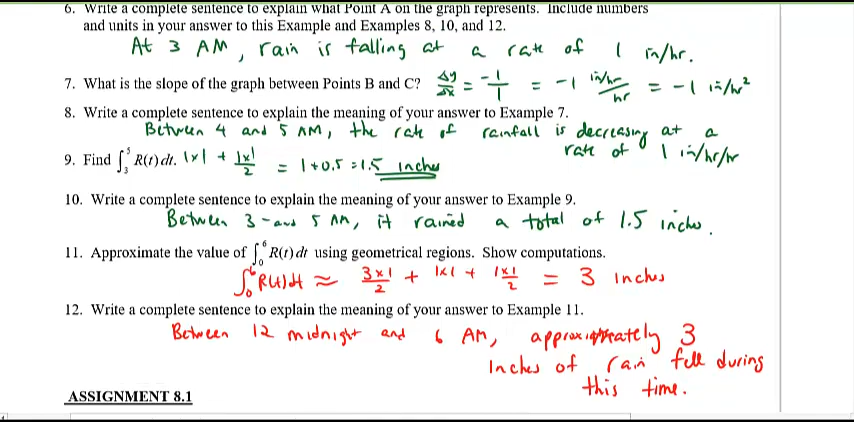 6. Write a complete sentence to explain what Point A on the graph represents. Include numbers
and units in your answer to this Example and Examples 8, 10, and 12.
At 3 AM, rain is falling at a rate of 1 in/hr.
7. What is the slope of the graph between Points B and C? Δy/Δx = -1/1 = -1 in/hr/hr = -1 in/hr²
8. Write a complete sentence to explain the meaning of your answer to Example 7.
Between 4 and 5 AM, the rate of rainfall is decreasing at a
rate of 1 in/hr/hr
9. Find ∫₃⁵ R(t) dt. 1x1 + 1x1/2 = 1+0.5 = 1.5 inches
10. Write a complete sentence to explain the meaning of your answer to Example 9.
Between 3 and 5 AM, it rained a total of 1.5 inches.
11. Approximate the value of ∫₀⁶ R(t) dt using geometrical regions. Show computations.
∫₀⁶ R(t)dt ≈ 3x1/2 + 1x1 + 1x1/2 = 3 inches
12. Write a complete sentence to explain the meaning of your answer to Example 11.
Between 12 midnight and 6 AM, approximately 3
inches of rain fell during
this time.
ASSIGNMENT 8.1